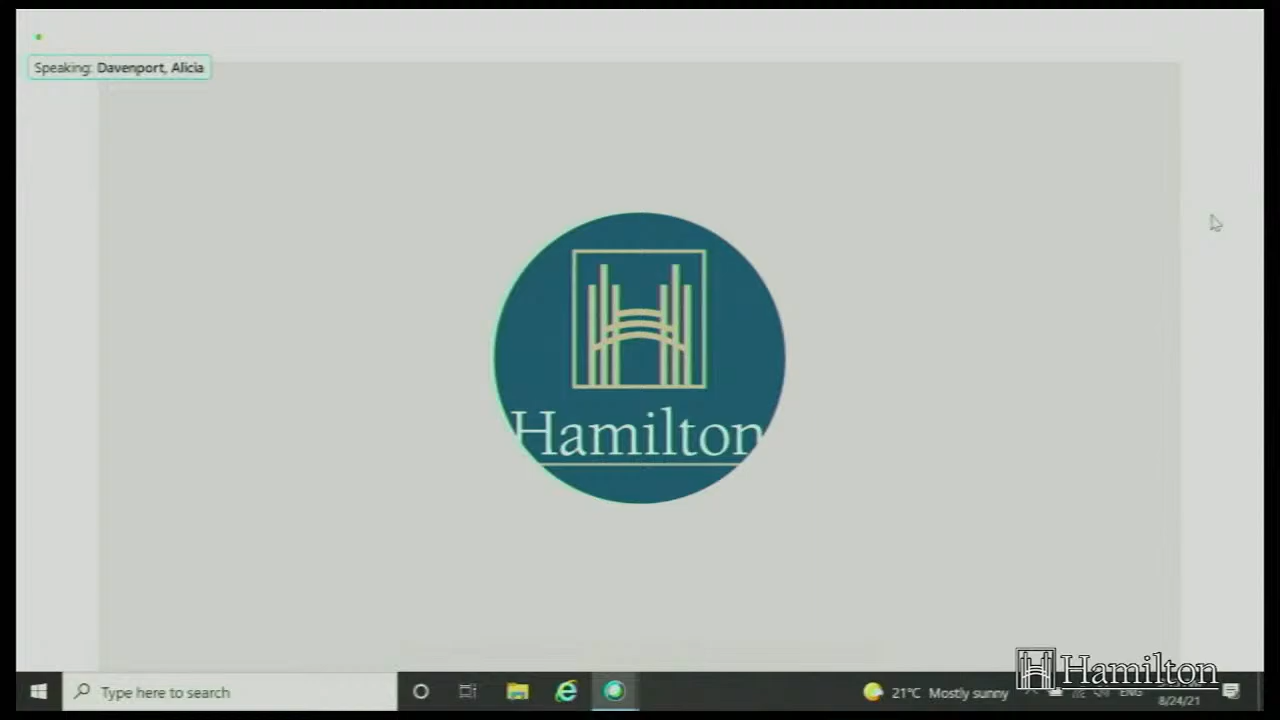 Speaking: Davenport, Alicia
Hamilton
Type here to search
21°C Mostly sunny
ENG
Hamilton
8/24/21